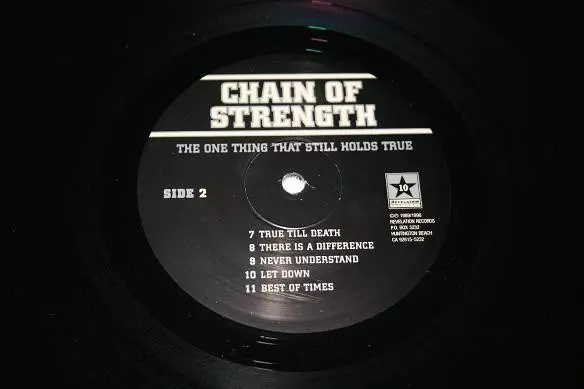 CHAIN OF
STRENGTH
THE ONE THING THAT STILL HOLDS TRUE
SIDE 2
10
REVELATION
7 TRUE TILL DEATH
8 THERE IS A DIFFERENCE
9 NEVER UNDERSTAND
10 LET DOWN
11 BEST OF TIMES
©℗ 1989/1996
REVELATION RECORDS
P.O. BOX 5232
HUNTINGTON BEACH
CA 92615-5232